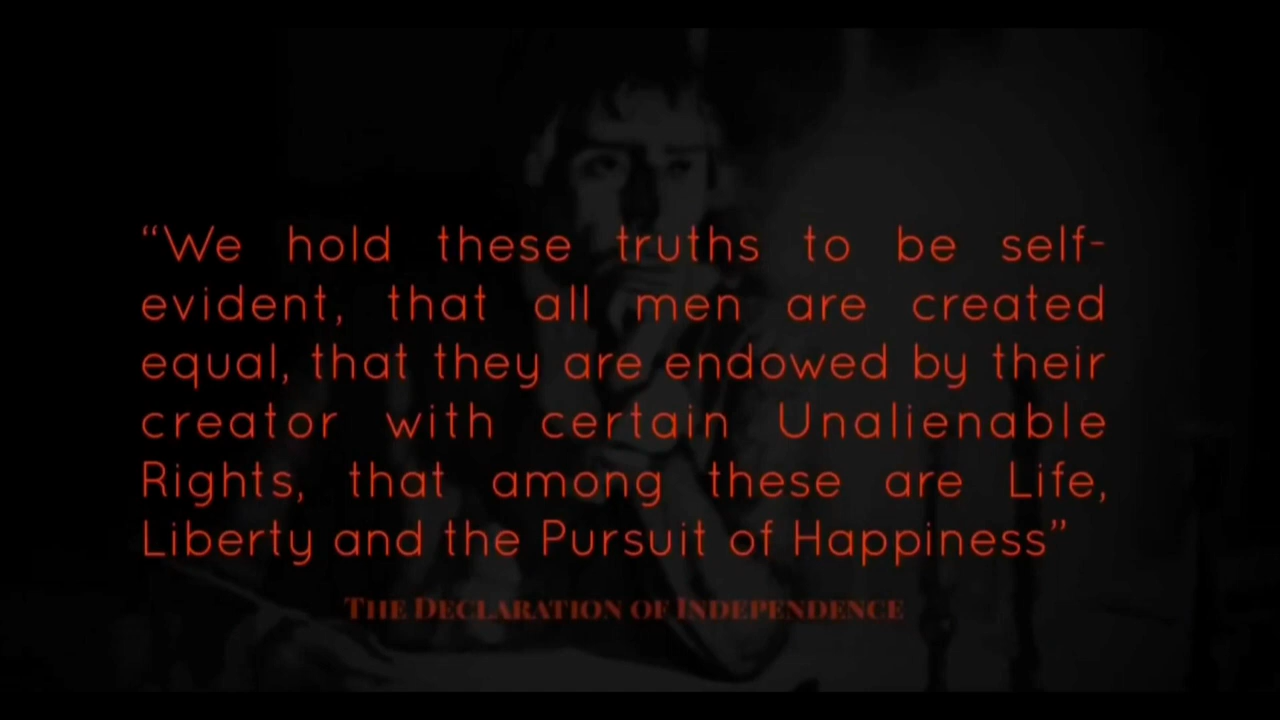 “We hold these truths to be self-
evident, that all men are created
equal, that they are endowed by their
creator with certain Unalienable
Rights, that among these are Life,
Liberty and the Pursuit of Happiness”
THE DECLARATION OF INDEPENDENCE